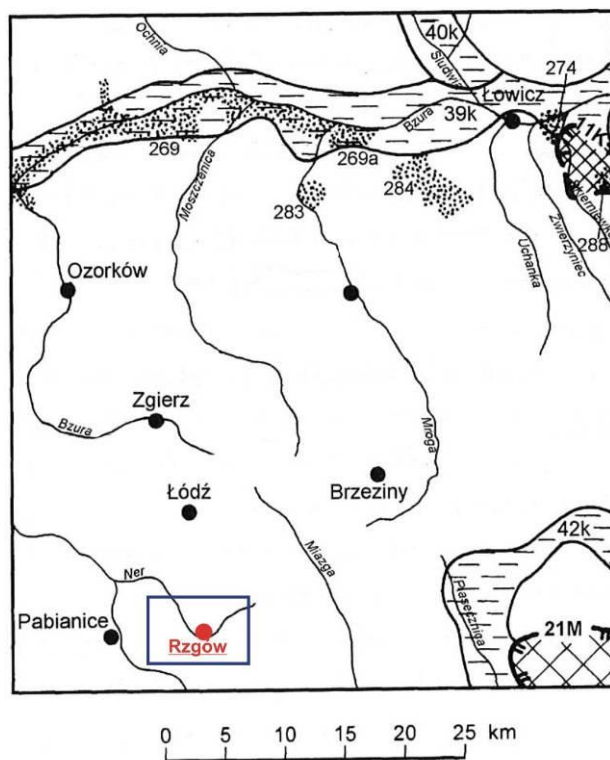 Ochnia
40k
Słudwia
274
Łowicz
Bzura
39k
11K
269
269a
284
283
Moszczenica
288
Zwierzyniec
Uchanka
Ozorków
Zgierz
Bzura
Mroga
Łódź
Brzeziny
Miazga
42k
Ner
Pabianice
Rzgów
21M
0 5 10 15 20 25 km